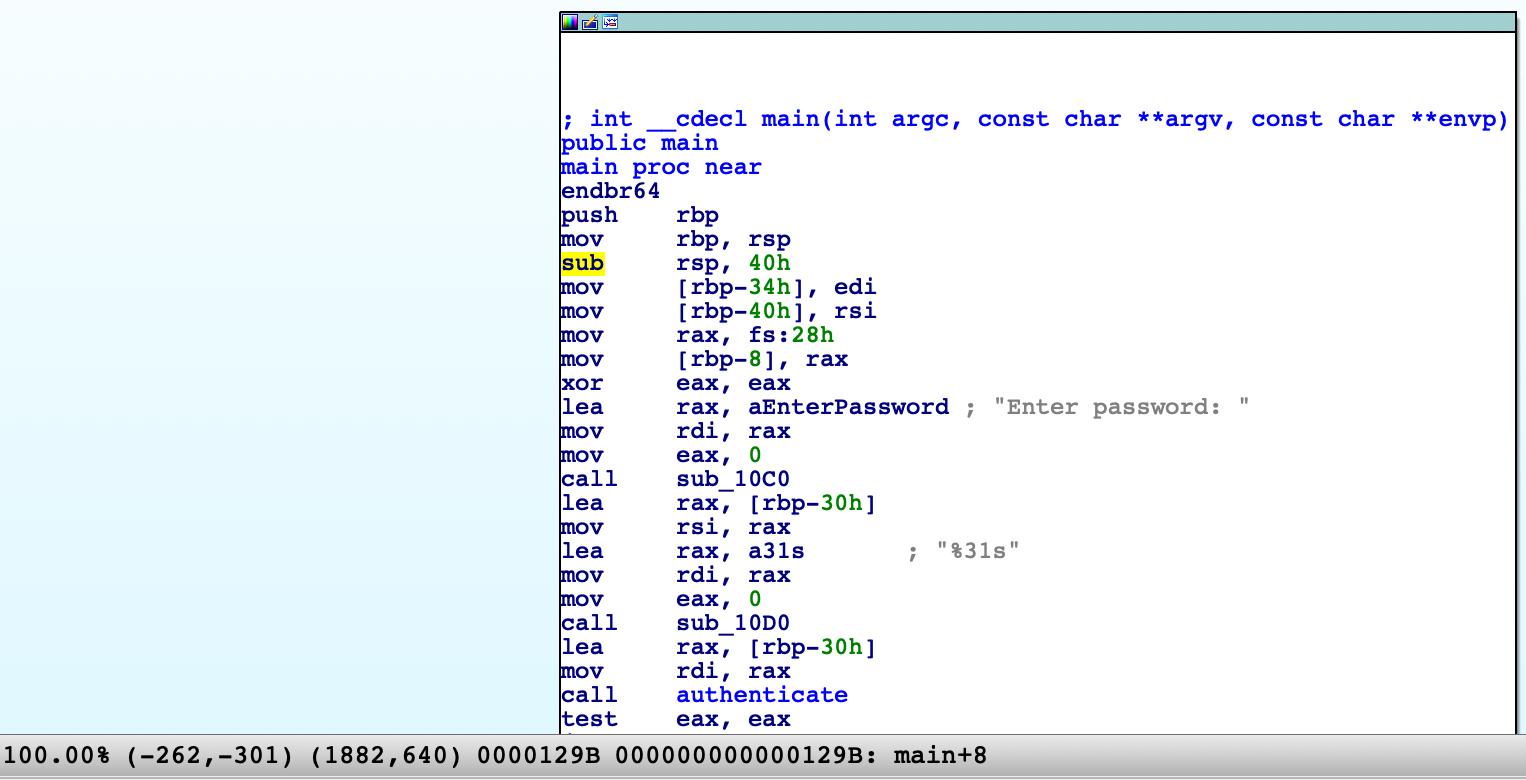 ; int __cdecl main(int argc, const char **argv, const char **envp)
public main
main proc near
endbr64
push rbp
mov rbp, rsp
sub rsp, 40h
mov [rbp-34h], edi
mov [rbp-40h], rsi
mov rax, fs:28h
mov [rbp-8], rax
xor eax, eax
lea rax, aEnterPassword ; "Enter password: "
mov rdi, rax
mov eax, 0
call sub_10C0
lea rax, [rbp-30h]
mov rsi, rax
lea rax, a31s ; "%31s"
mov rdi, rax
mov eax, 0
call sub_10D0
lea rax, [rbp-30h]
mov rdi, rax
call authenticate
test eax, eax
100.00% (-262,-301) (1882,640) 0000129B 000000000000129B: main+8